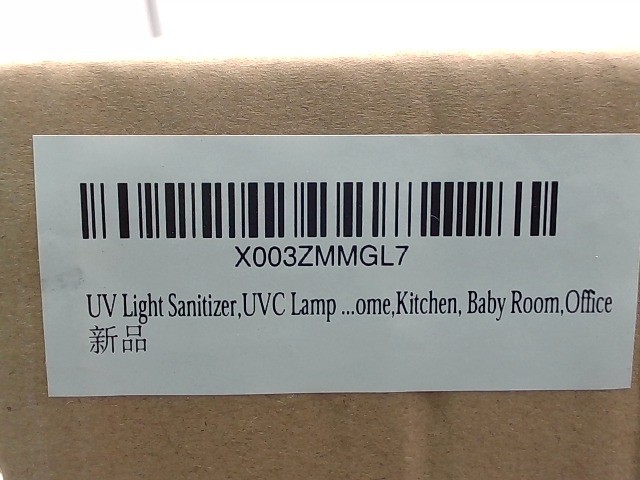 X003ZMMGL7
UV Light Sanitizer,UVC Lamp ...ome,Kitchen, Baby Room,Office
新品